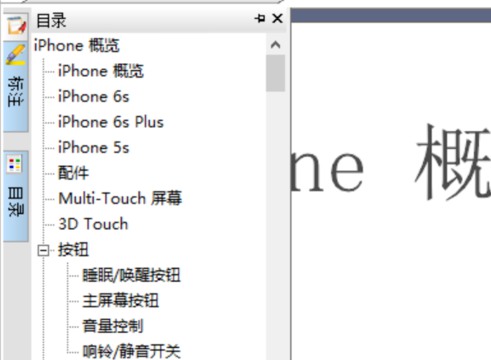 目录
标注
目录
iPhone 概览
iPhone 概览
iPhone 6s
iPhone 6s Plus
iPhone 5s
配件
Multi-Touch 屏幕
3D Touch
按钮
睡眠/唤醒按钮
主屏幕按钮
音量控制
响铃/静音开关
ne 概